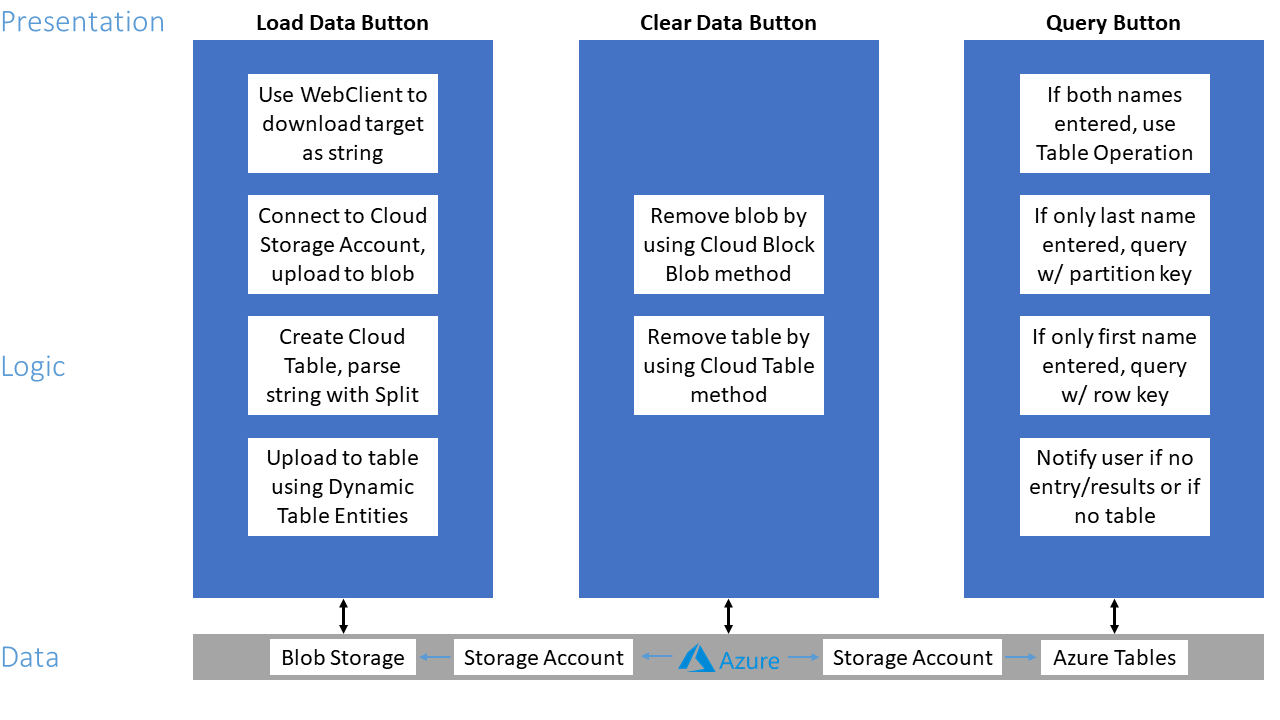 Presentation
Load Data Button
Clear Data Button
Query Button
Use WebClient to
download target
as string
Connect to Cloud
Storage Account,
upload to blob
Create Cloud
Table, parse
string with Split
Upload to table
using Dynamic
Table Entities
Remove blob by
using Cloud Block
Blob method
Remove table by
using Cloud Table
method
If both names
entered, use
Table Operation
If only last name
entered, query
w/ partition key
If only first name
entered, query
w/ row key
Notify user if no
entry/results or if
no table
Logic
Data
Blob Storage
Storage Account
Azure
Storage Account
Azure Tables